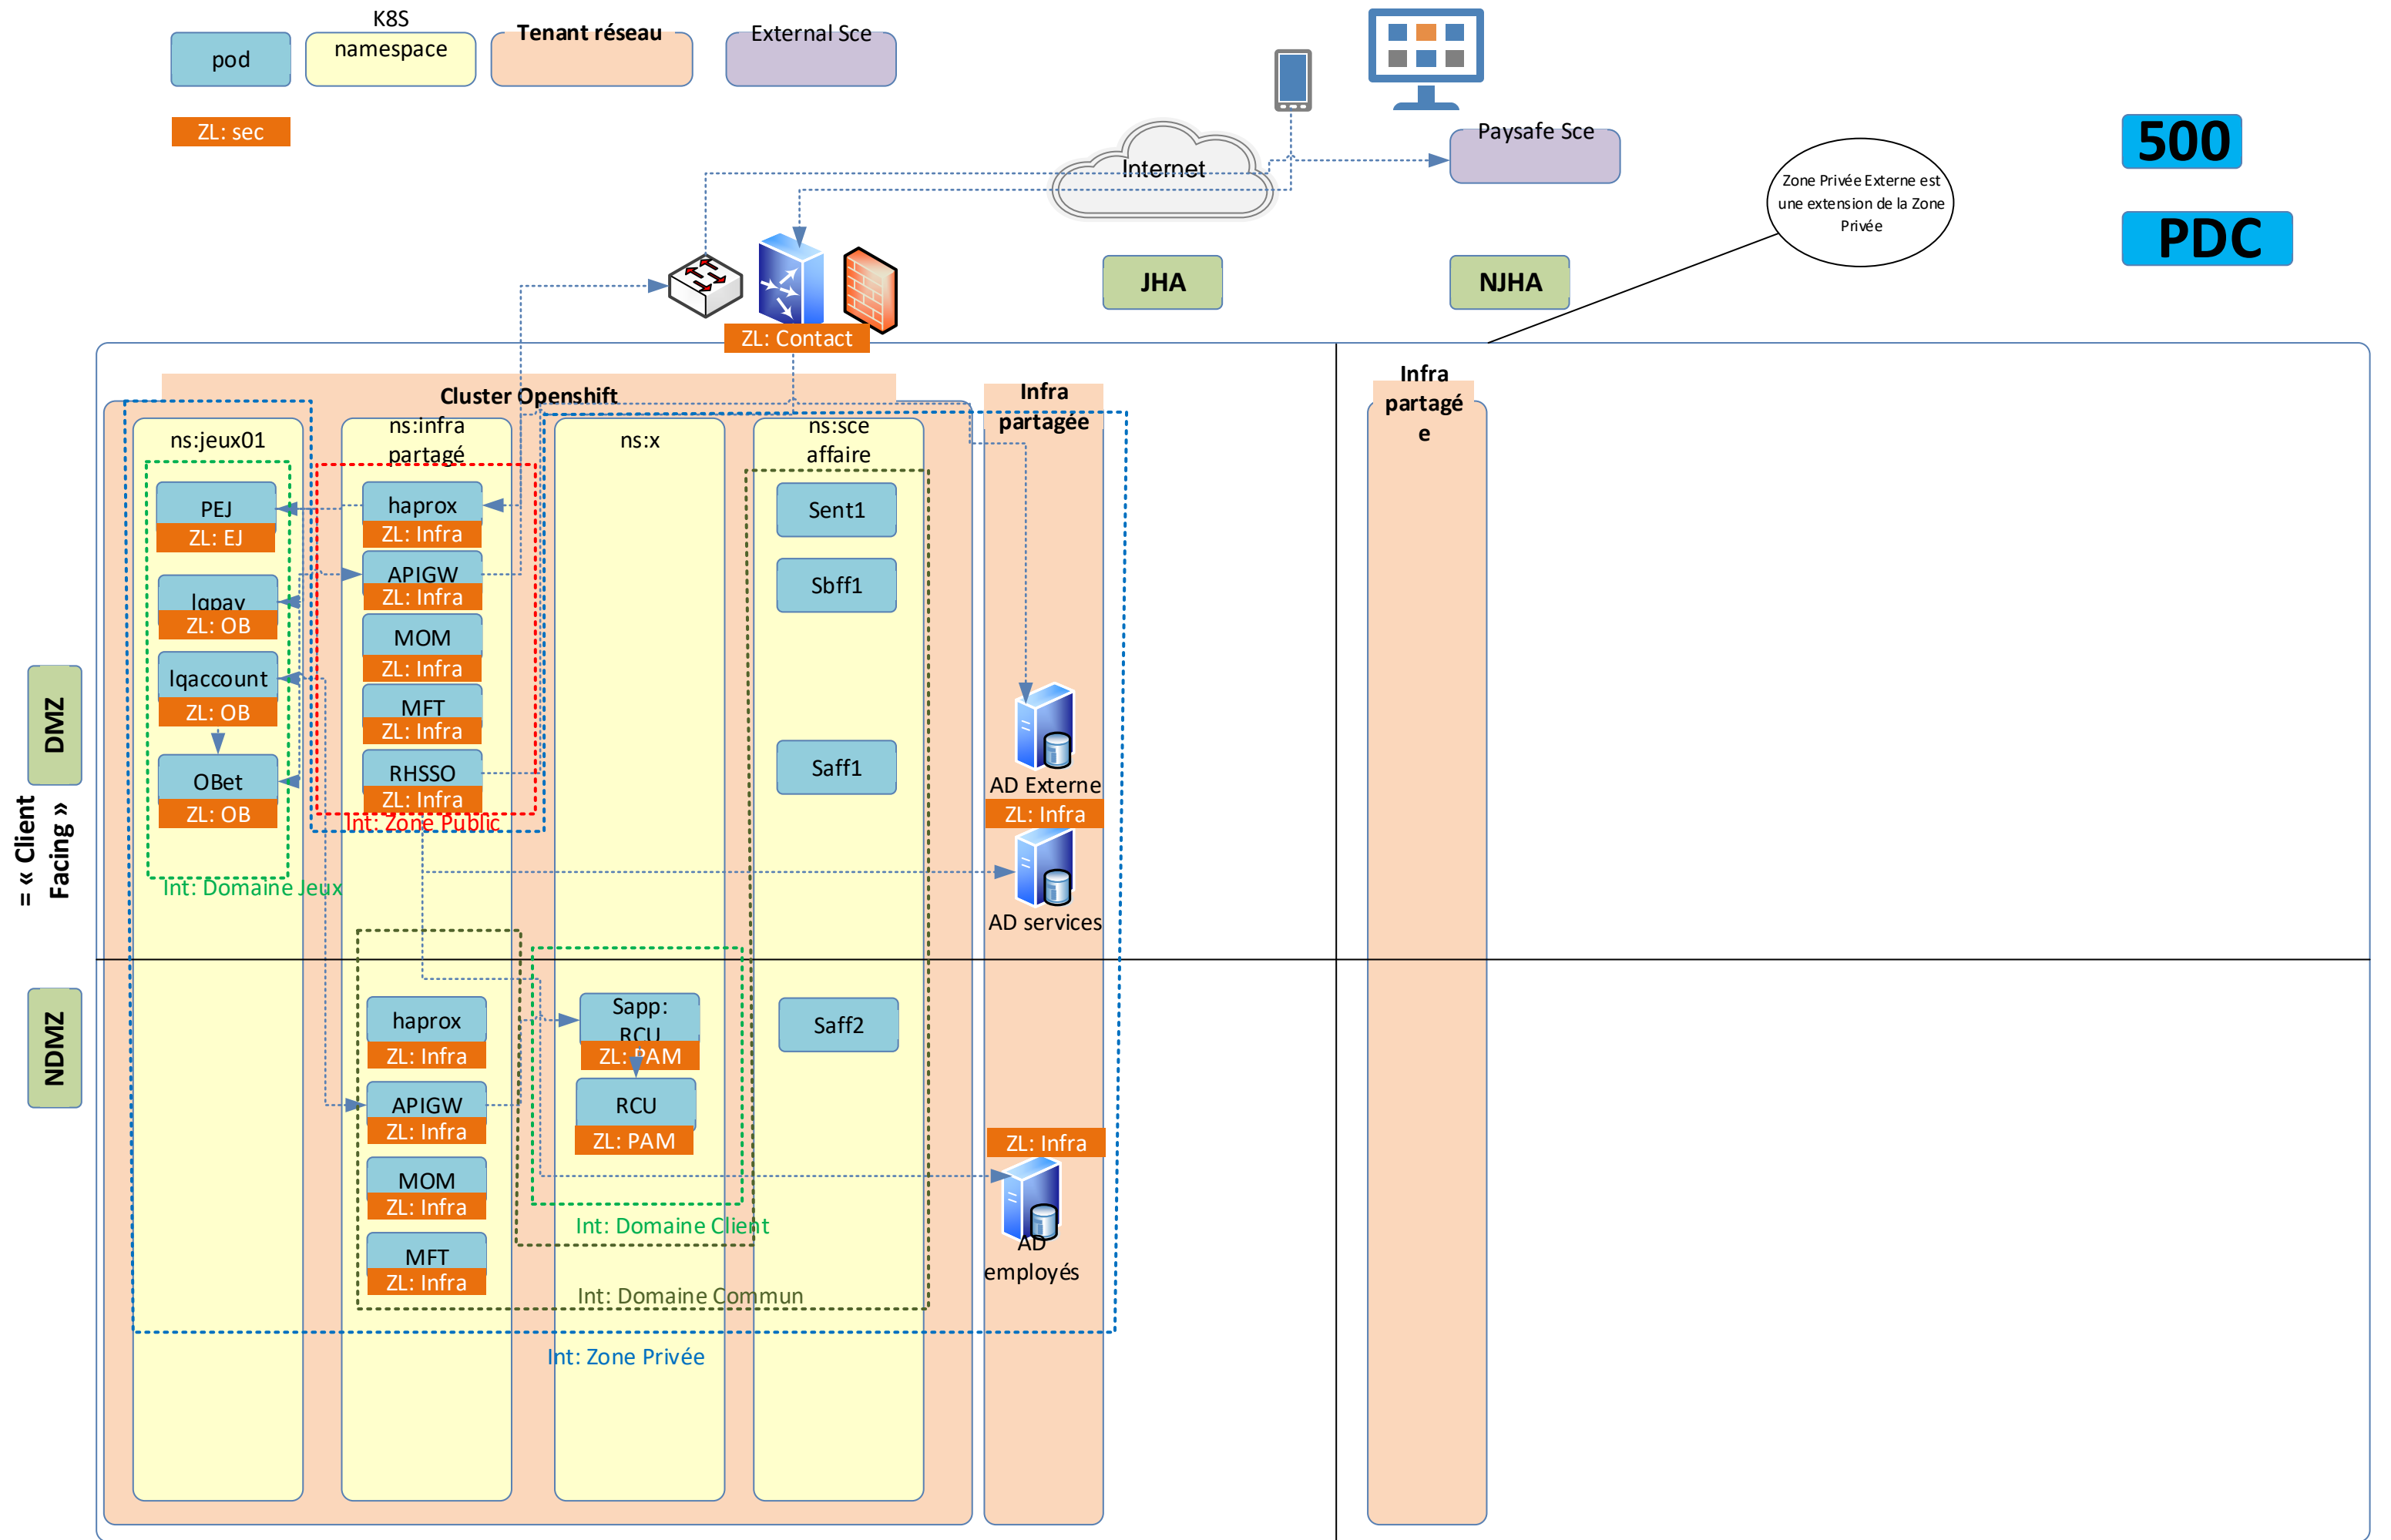 K8S
namespace
pod
Tenant réseau
External Sce
ZL: sec
Internet
Paysafe Sce
Zone Privée Externe est
une extension de la Zone
Privée
500
PDC
JHA
NJHA
ZL: Contact
Cluster Openshift
Infra
partagée
Infra
partagé
e
ns:jeux01
ns:infra
partagé
ns:x
ns:sce
affaire
PEJ
ZL: EJ
haprox
ZL: Infra
Sent1
APIGW
ZL: Infra
Sbff1
Iqpay
ZL: OB
MOM
ZL: Infra
Iqaccount
ZL: OB
MFT
ZL: Infra
OBet
ZL: OB
RHSSO
ZL: Infra
Saff1
Int: Zone Public
AD Externe
ZL: Infra
AD services
Int: Domaine Jeux
DMZ
= « Client
Facing »
NDMZ
haprox
ZL: Infra
Sapp:
RCU
ZL: PAM
Saff2
APIGW
ZL: Infra
RCU
ZL: PAM
MOM
ZL: Infra
MFT
ZL: Infra
ZL: Infra
AD
employés
Int: Domaine Client
Int: Domaine Commun
Int: Zone Privée